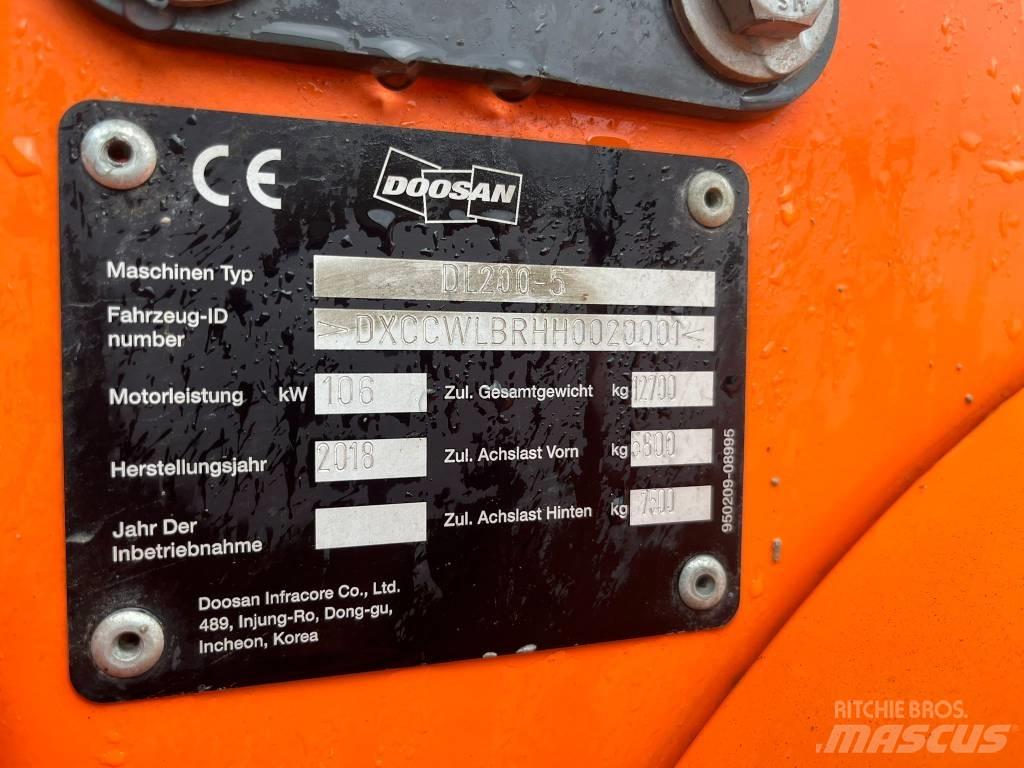 CE
DOOSAN
Maschinen Typ DL200-5
Fahrzeug-ID
number >DXCCWLBRHH0020001<
Motorleistung kW 106 Zul. Gesamtgewicht kg 12700
Herstellungsjahr 2018 Zul. Achslast Vorn kg 5600
Jahr Der
Inbetriebnahme Zul. Achslast Hinten kg 7500
950209-08995
Doosan Infracore Co., Ltd.
489, Injung-Ro, Dong-gu,
Incheon, Korea
RITCHIE BROS.
MASCUS